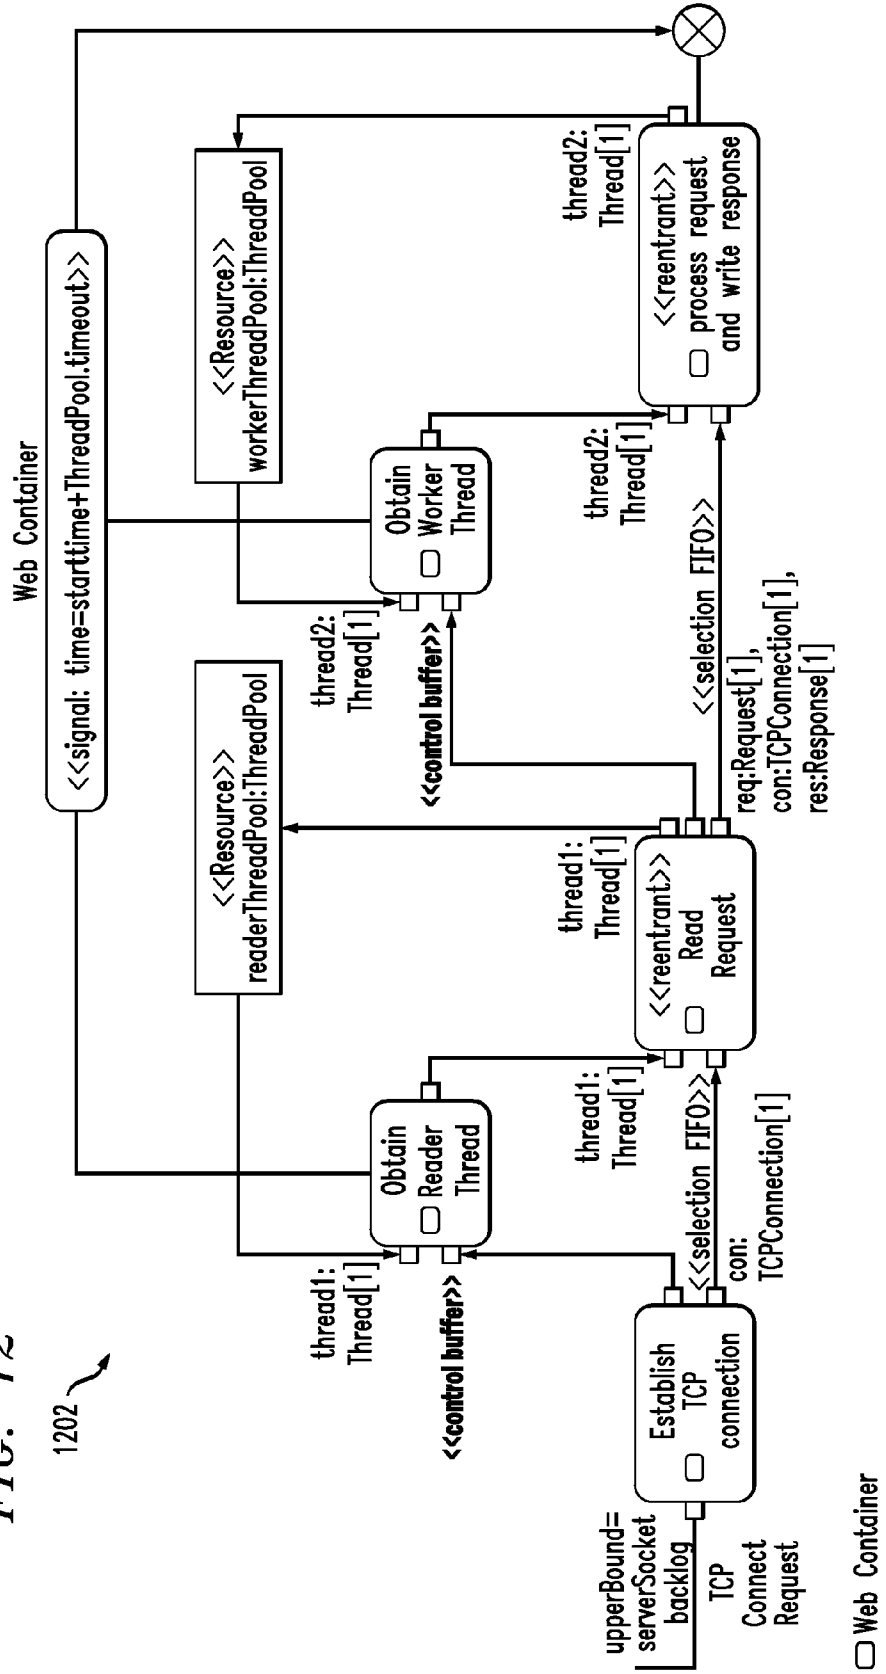 FIG. 12
1202
Web Container
<<signal: time=starttime+ThreadPool.timeout>>
<<Resource>>
readerThreadPool:ThreadPool
<<Resource>>
workerThreadPool:ThreadPool
thread1:
Thread[1]
<<control buffer>>
Obtain
Reader
Thread
thread2:
Thread[1]
<<control buffer>>
Obtain
Worker
Thread
upperBound=
serverSocket
backlog
TCP
Connect
Request
Establish
TCP
connection
<<selection FIFO>>
con:
TCPConnection[1]
thread1:
Thread[1]
<<reentrant>>
Read
Request
thread1:
Thread[1]
<<selection FIFO>>
req:Request[1],
con:TCPConnection[1],
res:Response[1]
thread2:
Thread[1]
<<reentrant>>
process request
and write response
thread2:
Thread[1]
Web Container